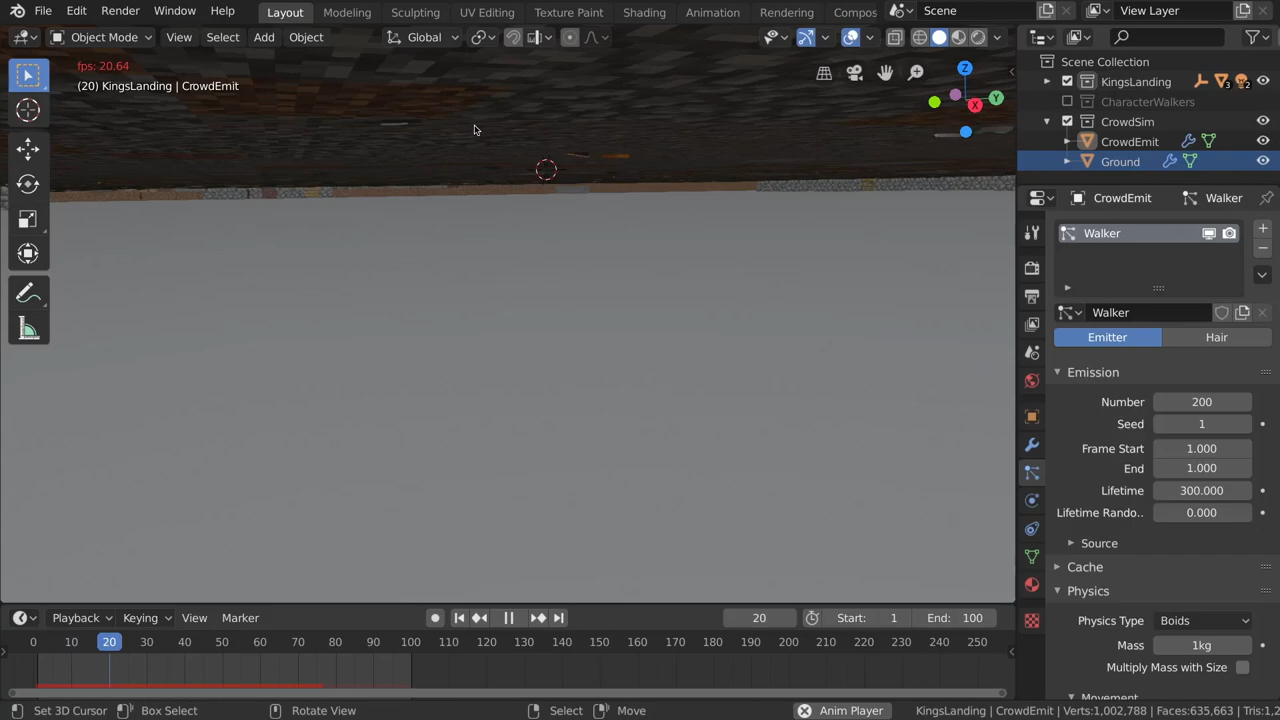 File Edit Render Window Help Layout Modeling Sculpting UV Editing Texture Paint Shading Animation Rendering Compos Scene View Layer
Object Mode View Select Add Object Global
fps: 20.64
(20) KingsLanding | CrowdEmit
Z
Y
X
Scene Collection
KingsLanding 3 2
CharacterWalkers
CrowdSim
CrowdEmit
Ground
CrowdEmit Walker
Walker
Walker
Emitter Hair
Emission
Number 200
Seed 1
Frame Start 1.000
End 1.000
Lifetime 300.000
Lifetime Rando.. 0.000
Source
Cache
Physics
Physics Type Boids
Mass 1kg
Multiply Mass with Size
Movement
Playback Keying View Marker 20 Start: 1 End: 100
0 10 20 30 40 50 60 70 80 90 100 110 120 130 140 150 160 170 180 190 200 210 220 230 240 250
Set 3D Cursor Box Select Rotate View Select Move Anim Player KingsLanding | CrowdEmit | Verts:1,002,788 | Faces:635,663 | Tris:1,2